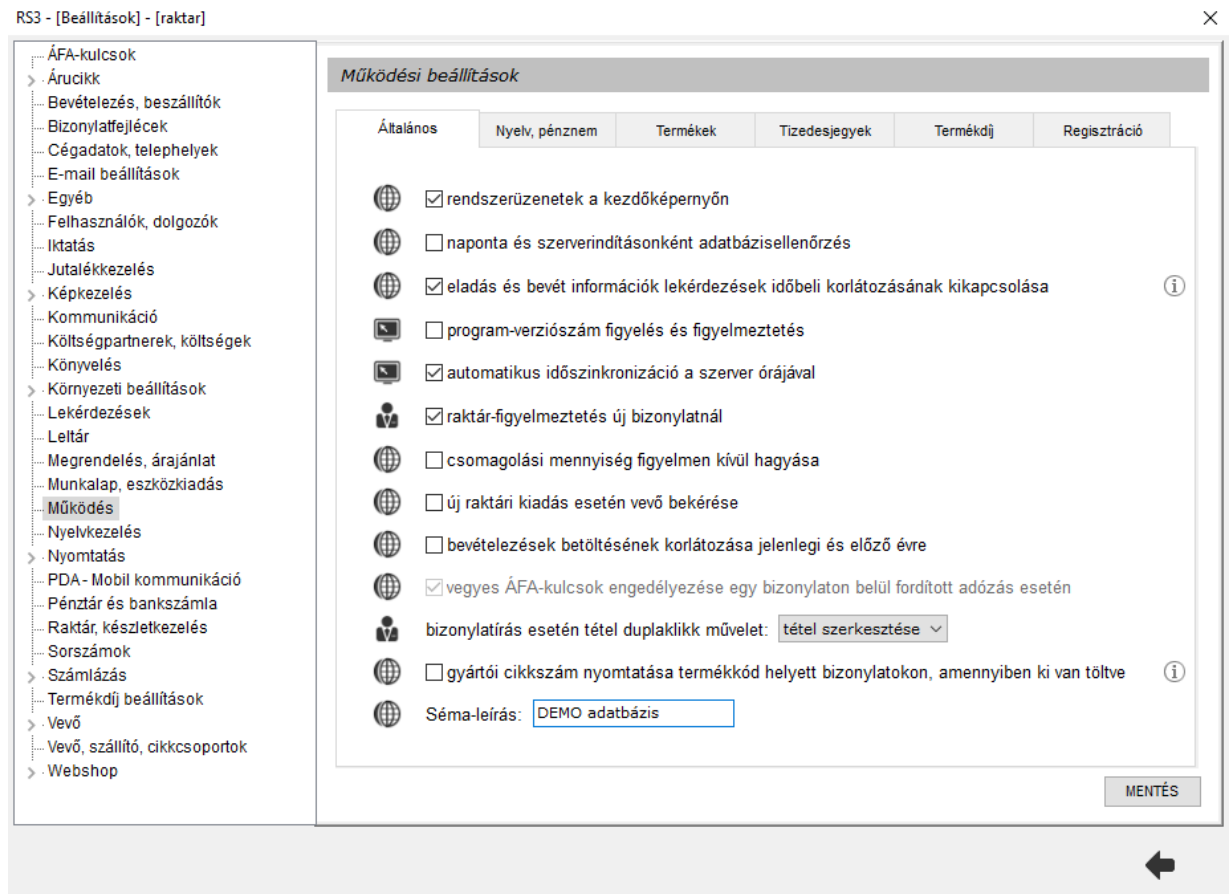 RS3 - [Beállítások] - [raktar]
ÁFA-kulcsok
Árucikk
Bevételezés, beszállítók
Bizonylatfejlécek
Cégadatok, telephelyek
E-mail beállítások
Egyéb
Felhasználók, dolgozók
Iktatás
Jutalékkezelés
Képkezelés
Kommunikáció
Költségpartnerek, költségek
Könyvelés
Környezeti beállítások
Lekérdezések
Leltár
Megrendelés, árajánlat
Munkalap, eszközkiadás
Működés
Nyelvkezelés
Nyomtatás
PDA - Mobil kommunikáció
Pénztár és bankszámla
Raktár, készletkezelés
Sorszámok
Számlázás
Termékdíj beállítások
Vevő
Vevő, szállító, cikkcsoportok
Webshop
Működési beállítások
Általános Nyelv, pénznem Termékek Tizedesjegyek Termékdíj Regisztráció
rendszerüzenetek a kezdőképernyőn
naponta és szerverindításonként adatbázisellenőrzés
eladás és bevét információk lekérdezések időbeli korlátozásának kikapcsolása
program-verziószám figyelés és figyelmeztetés
automatikus időszinkronizáció a szerver órájával
raktár-figyelmeztetés új bizonylatnál
csomagolási mennyiség figyelmen kívül hagyása
új raktári kiadás esetén vevő bekérése
bevételezések betöltésének korlátozása jelenlegi és előző évre
vegyes ÁFA-kulcsok engedélyezése egy bizonylaton belül fordított adózás esetén
bizonylatírás esetén tétel duplaklikk művelet: tétel szerkesztése
gyártói cikkszám nyomtatása termékkód helyett bizonylatokon, amennyiben ki van töltve
Séma-leírás: DEMO adatbázis
MENTÉS